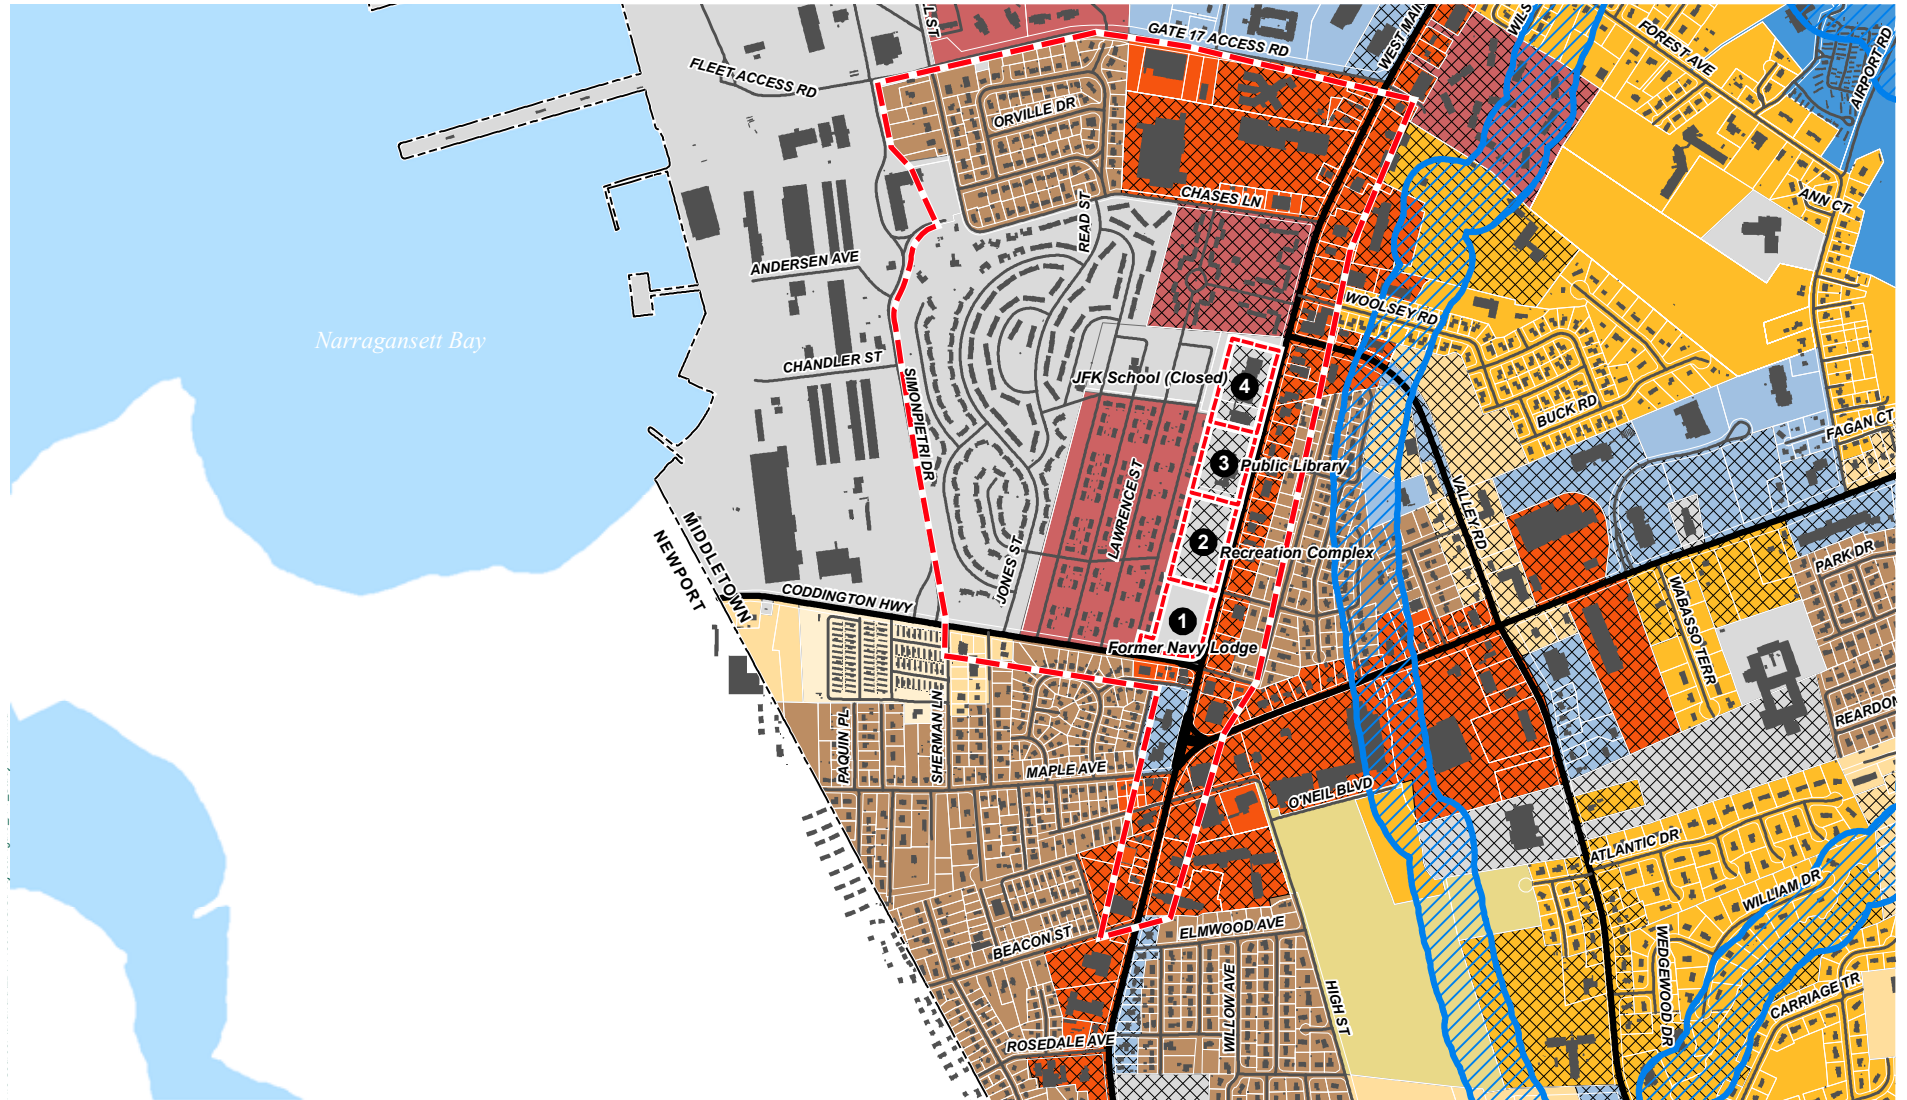 L ST
GATE 17 ACCESS RD
WEST MAIN
WILS
FOREST AVE
AIRPORT RD
FLEET ACCESS RD
ORVILLE DR
CHASES LN
ANN CT
READ ST
ANDERSEN AVE
WOOLSEY RD
Narragansett Bay
CHANDLER ST
JFK School (Closed)
4
SIMONPIETRI DR
BUCK RD
FAGAN CT
3
Public Library
LAWRENCE ST
VALLEY RD
2
Recreation Complex
MIDDLETOWN
NEWPORT
JONES ST
PARK DR
CODDINGTON HWY
WABASSO TERR
1
Former Navy Lodge
REARDON
PAQUIN PL
SHERMAN LN
MAPLE AVE
O'NEIL BLVD
ATLANTIC DR
WILLIAM DR
ELMWOOD AVE
BEACON ST
WEDGEWOOD DR
WILLOW AVE
HIGH ST
CARRIAGE TR
ROSEDALE AVE